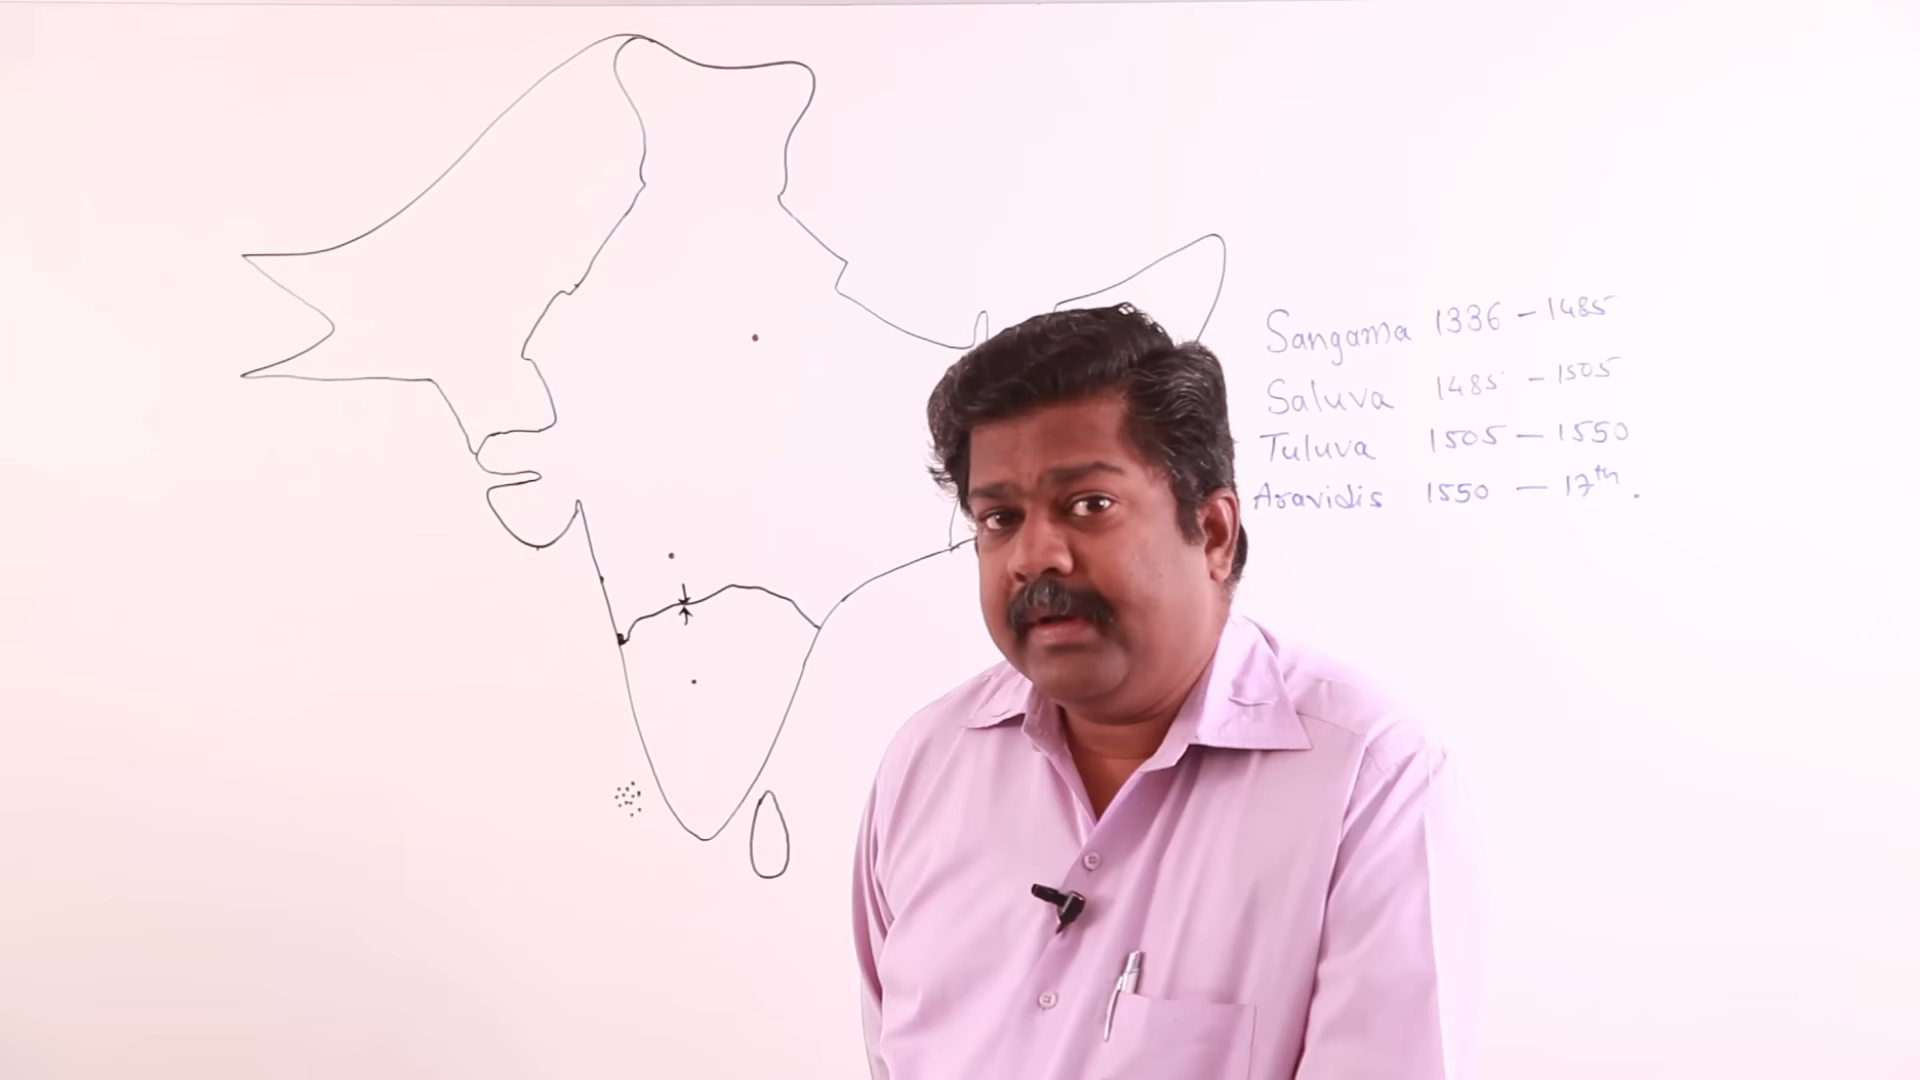 Sangama 1336 - 1485
Saluva 1485 - 1505
Tuluva 1505 - 1550
Aravidis 1550 - 17th.